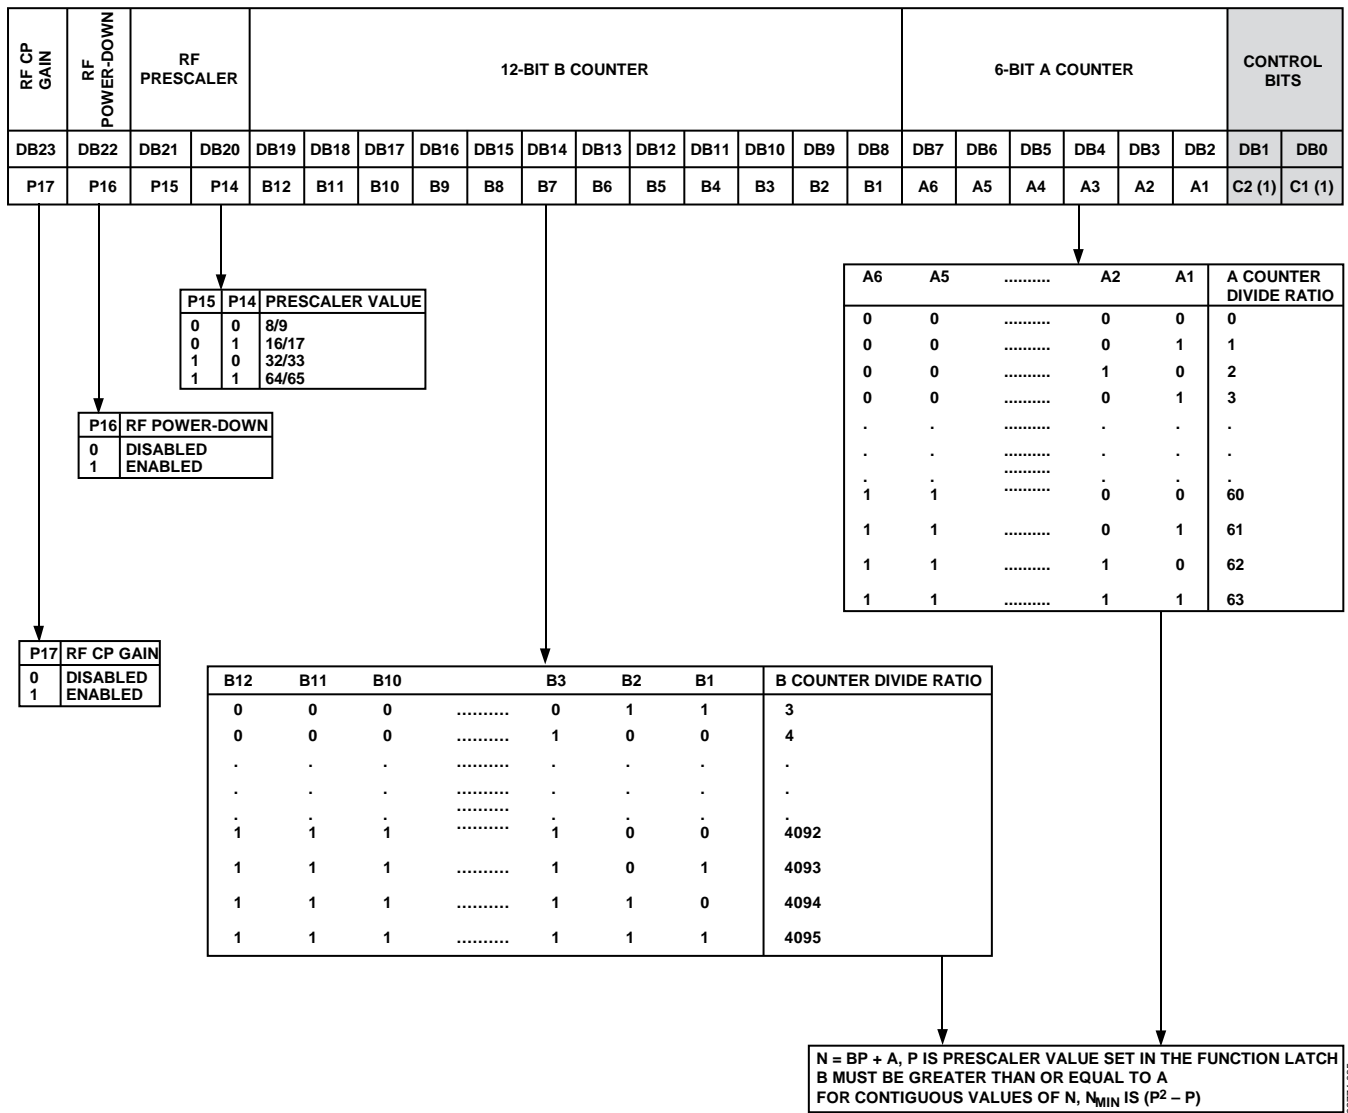 RF CP GAIN
RF POWER-DOWN
RF PRESCALER
12-BIT B COUNTER
6-BIT A COUNTER
CONTROL BITS
DB23 DB22 DB21 DB20 DB19 DB18 DB17 DB16 DB15 DB14 DB13 DB12 DB11 DB10 DB9 DB8 DB7 DB6 DB5 DB4 DB3 DB2 DB1 DB0
P17 P16 P15 P14 B12 B11 B10 B9 B8 B7 B6 B5 B4 B3 B2 B1 A6 A5 A4 A3 A2 A1 C2 (1) C1 (1)
A6 A5 .......... A2 A1 A COUNTER DIVIDE RATIO
0 0 .......... 0 0 0
0 0 .......... 0 1 1
0 0 .......... 1 0 2
0 0 .......... 0 1 3
. . .......... . . .
. . .......... . . .
. . .......... . . .
1 1 .......... 0 0 60
1 1 .......... 0 1 61
1 1 .......... 1 0 62
1 1 .......... 1 1 63
P15 P14 PRESCALER VALUE
0 0 8/9
0 1 16/17
1 0 32/33
1 1 64/65
P16 RF POWER-DOWN
0 DISABLED
1 ENABLED
P17 RF CP GAIN
0 DISABLED
1 ENABLED
B12 B11 B10 B3 B2 B1 B COUNTER DIVIDE RATIO
0 0 0 .......... 0 1 1 3
0 0 0 .......... 1 0 0 4
. . . .......... . . . .
. . . .......... . . . .
. . . .......... . . . .
1 1 1 .......... 1 0 0 4092
1 1 1 .......... 1 0 1 4093
1 1 1 .......... 1 1 0 4094
1 1 1 .......... 1 1 1 4095
N = BP + A, P IS PRESCALER VALUE SET IN THE FUNCTION LATCH
B MUST BE GREATER THAN OR EQUAL TO A
FOR CONTIGUOUS VALUES OF N, NMIN IS (P² – P)